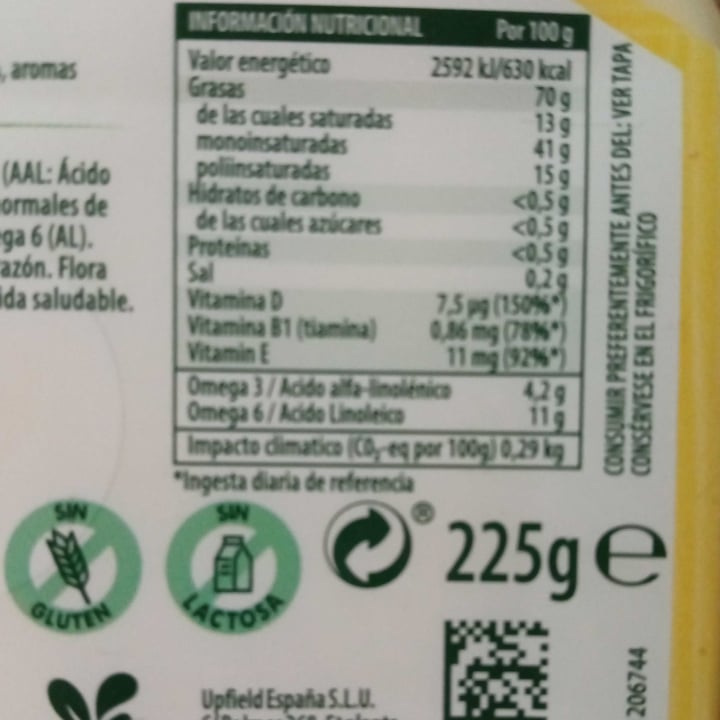 , aromas
(AAL: Ácido
ormales de
ga 6 (AL).
azón. Flora
ida saludable.
INFORMACIÓN NUTRICIONAL Por 100 g
Valor energético 2592 kJ/630 kcal
Grasas 70 g
de las cuales saturadas 13 g
monoinsaturadas 41 g
poliinsaturadas 15 g
Hidratos de carbono <0,5 g
de las cuales azúcares <0,5 g
Proteínas <0,5 g
Sal 0,2 g
Vitamina D 7,5 µg (150%*)
Vitamina B1 (tiamina) 0,86 mg (78%*)
Vitamin E 11 mg (92%*)
Omega 3 / Acido alfa-linolénico 4,2 g
Omega 6 / Acido Linoleico 11 g
Impacto climatico (CO₂-eq por 100g) 0,29 kg
*Ingesta diaria de referencia
CONSUMIR PREFERENTEMENTE ANTES DEL: VER TAPA
CONSÉRVESE EN EL FRIGORÍFICO
SIN
GLUTEN
SIN
LACTOSA
®
225g e
206744
Upfield España S.L.U.